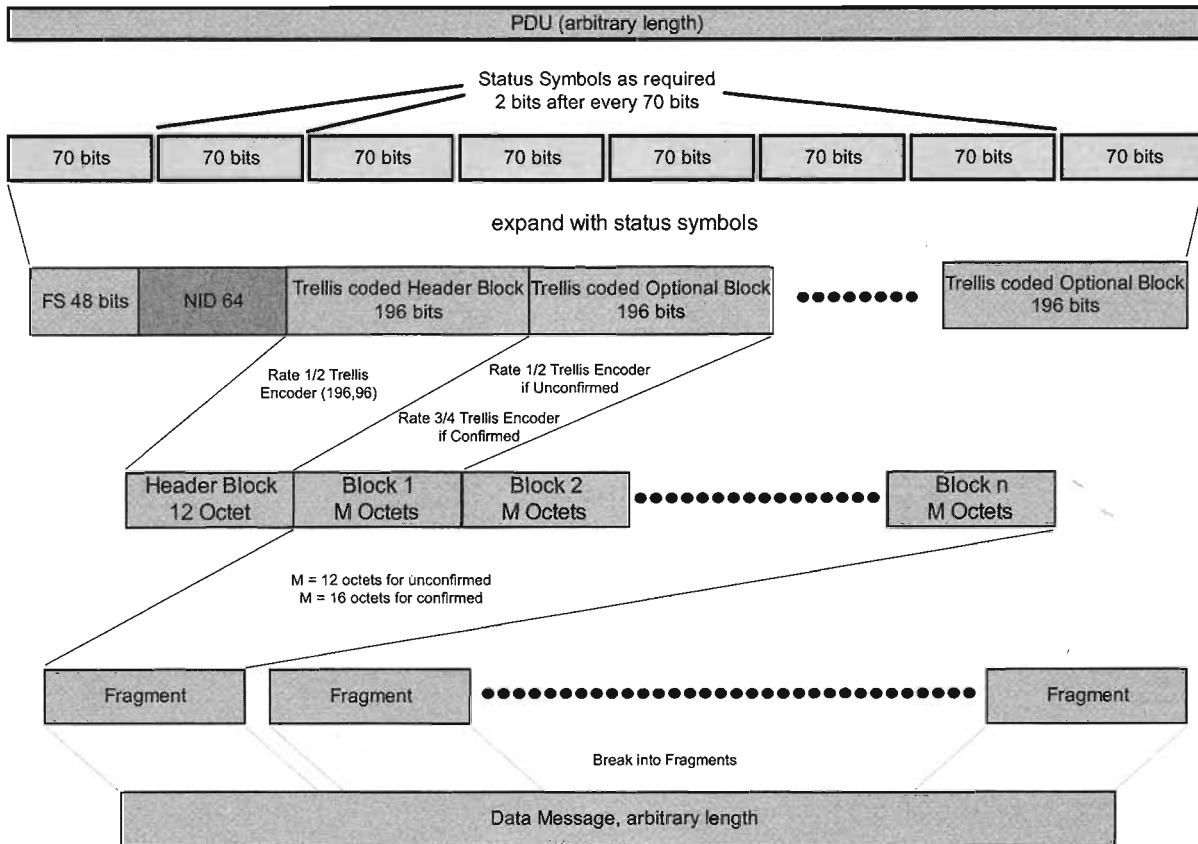 PDU (arbitrary length)
Status Symbols as required
2 bits after every 70 bits
70 bits
70 bits
70 bits
70 bits
70 bits
70 bits
70 bits
70 bits
expand with status symbols
FS 48 bits
NID 64
Trellis coded Header Block
196 bits
Trellis coded Optional Block
196 bits
Trellis coded Optional Block
196 bits
Rate 1/2 Trellis
Encoder (196,96)
Rate 1/2 Trellis Encoder
if Unconfirmed
Rate 3/4 Trellis Encoder
if Confirmed
Header Block
12 Octet
Block 1
M Octets
Block 2
M Octets
Block n
M Octets
M = 12 octets for unconfirmed
M = 16 octets for confirmed
Fragment
Fragment
Fragment
Break into Fragments
Data Message, arbitrary length